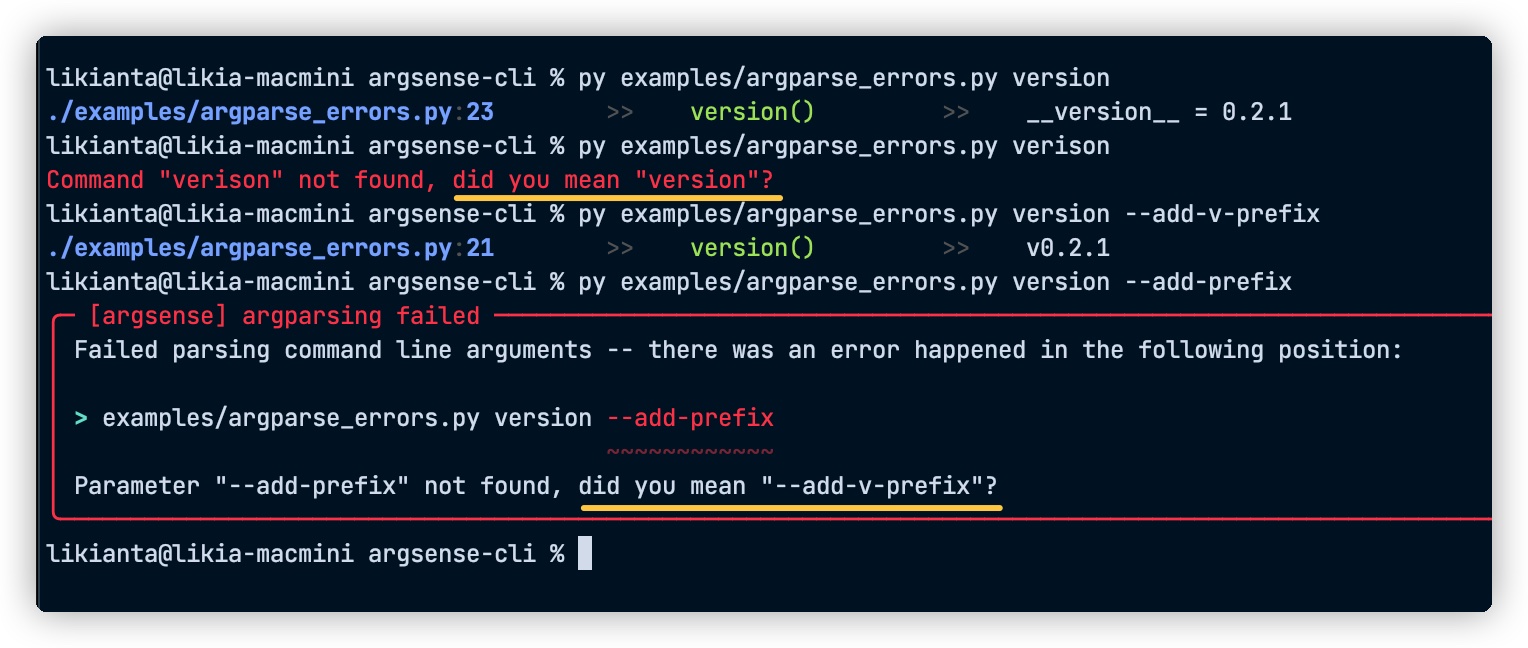 likianta@likia-macmini argsense-cli % py examples/argparse_errors.py version
./examples/argparse_errors.py:23 >> version() >> __version__ = 0.2.1
likianta@likia-macmini argsense-cli % py examples/argparse_errors.py verison
Command "verison" not found, did you mean "version"?
likianta@likia-macmini argsense-cli % py examples/argparse_errors.py version --add-v-prefix
./examples/argparse_errors.py:21 >> version() >> v0.2.1
likianta@likia-macmini argsense-cli % py examples/argparse_errors.py version --add-prefix
[argsense] argparsing failed
Failed parsing command line arguments -- there was an error happened in the following position:
> examples/argparse_errors.py version --add-prefix
~~~~~~~~~~~~
Parameter "--add-prefix" not found, did you mean "--add-v-prefix"?
likianta@likia-macmini argsense-cli %